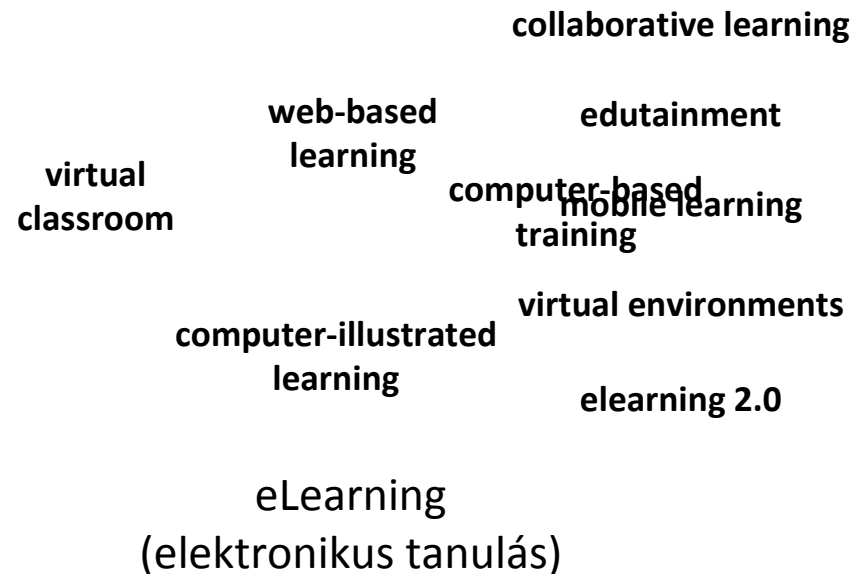 collaborative learning
web-based
learning
edutainment
virtual
classroom
computer-based
training
mobile learning
virtual environments
computer-illustrated
learning
elearning 2.0
eLearning
(elektronikus tanulás)